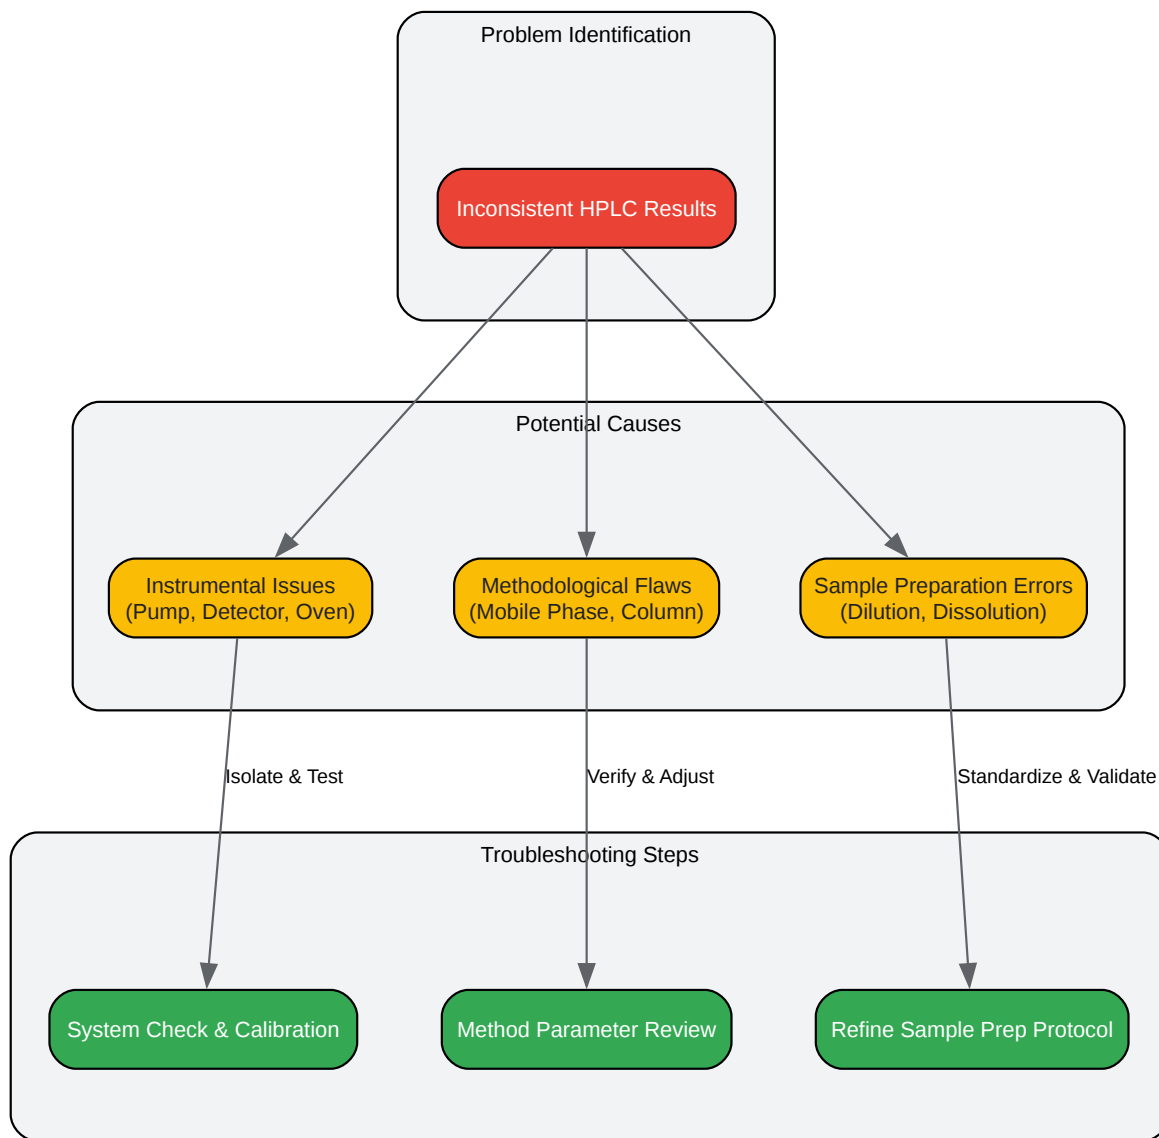 Problem Identification
Inconsistent HPLC Results
Potential Causes
Instrumental Issues
(Pump, Detector, Oven)
Methodological Flaws
(Mobile Phase, Column)
Sample Preparation Errors
(Dilution, Dissolution)
Isolate & Test
Verify & Adjust
Standardize & Validate
Troubleshooting Steps
System Check & Calibration
Method Parameter Review
Refine Sample Prep Protocol